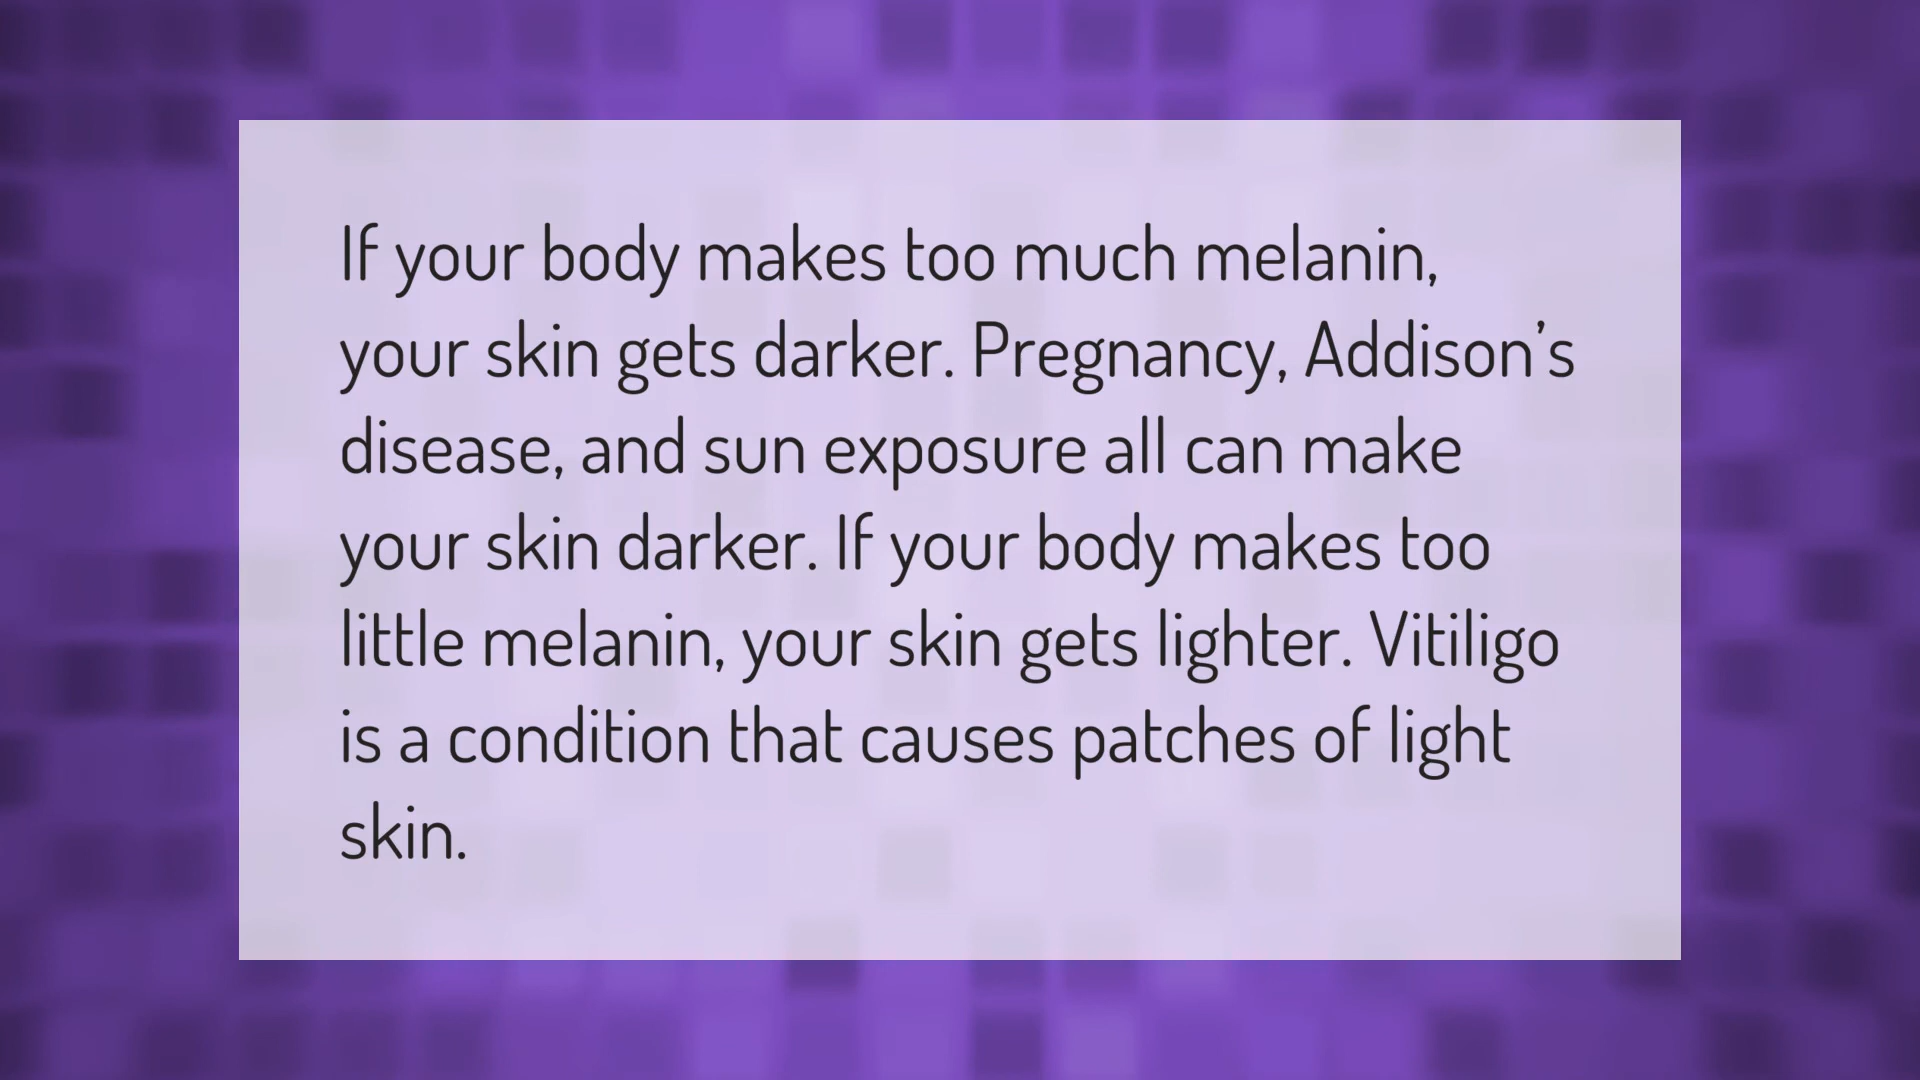 If your body makes too much melanin,
your skin gets darker. Pregnancy, Addison’s
disease, and sun exposure all can make
your skin darker. If your body makes too
little melanin, your skin gets lighter. Vitiligo
is a condition that causes patches of light
skin.